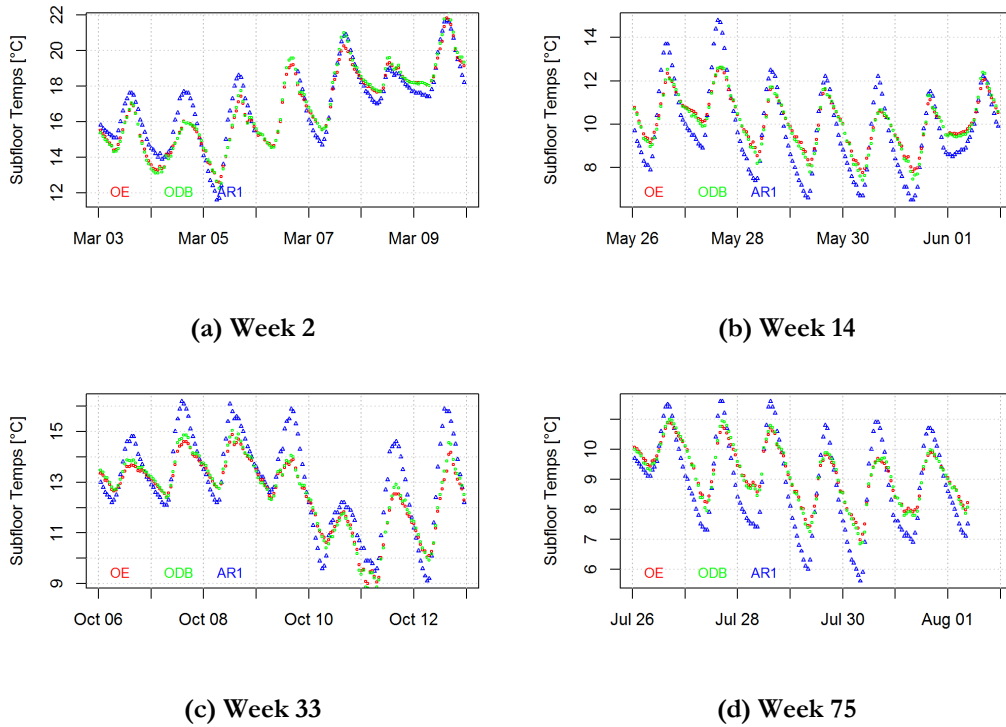 Subfloor Temps [°C]
22
20
18
16
14
12
OE ODB AR1
Mar 03 Mar 05 Mar 07 Mar 09
(a) Week 2
Subfloor Temps [°C]
14
12
10
8
OE ODB AR1
May 26 May 28 May 30 Jun 01
(b) Week 14
Subfloor Temps [°C]
15
13
11
9
OE ODB AR1
Oct 06 Oct 08 Oct 10 Oct 12
(c) Week 33
Subfloor Temps [°C]
10
9
8
7
6
OE ODB AR1
Jul 26 Jul 28 Jul 30 Aug 01
(d) Week 75